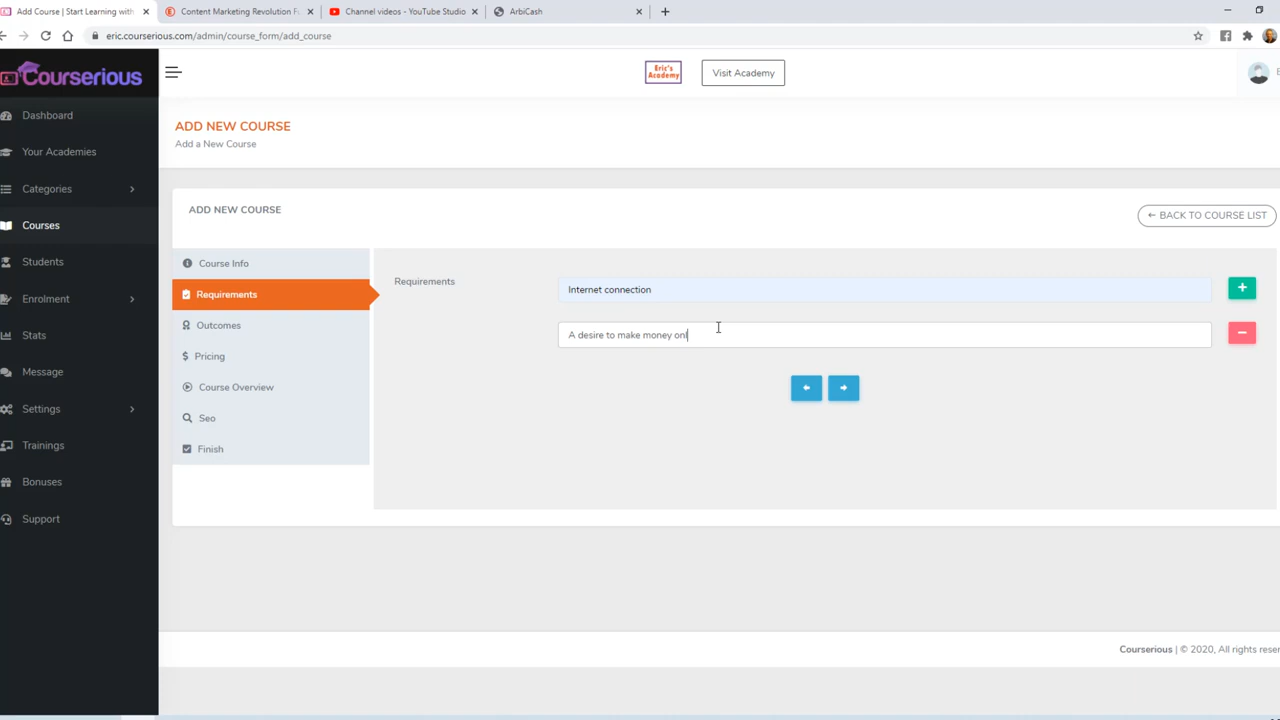 Add Course | Start Learning with
Content Marketing Revolution F
Channel videos - YouTube Studio
ArbiCash
eric.courserious.com/admin/course_form/add_course
Courserious
Eric's
Academy
Visit Academy
Dashboard
Your Academies
Categories
Courses
Students
Enrolment
Stats
Message
Settings
Trainings
Bonuses
Support
ADD NEW COURSE
Add a New Course
ADD NEW COURSE
← BACK TO COURSE LIST
Course Info
Requirements
Outcomes
$ Pricing
Course Overview
Seo
Finish
Requirements
Internet connection
A desire to make money onl
Courserious | © 2020, All rights reser